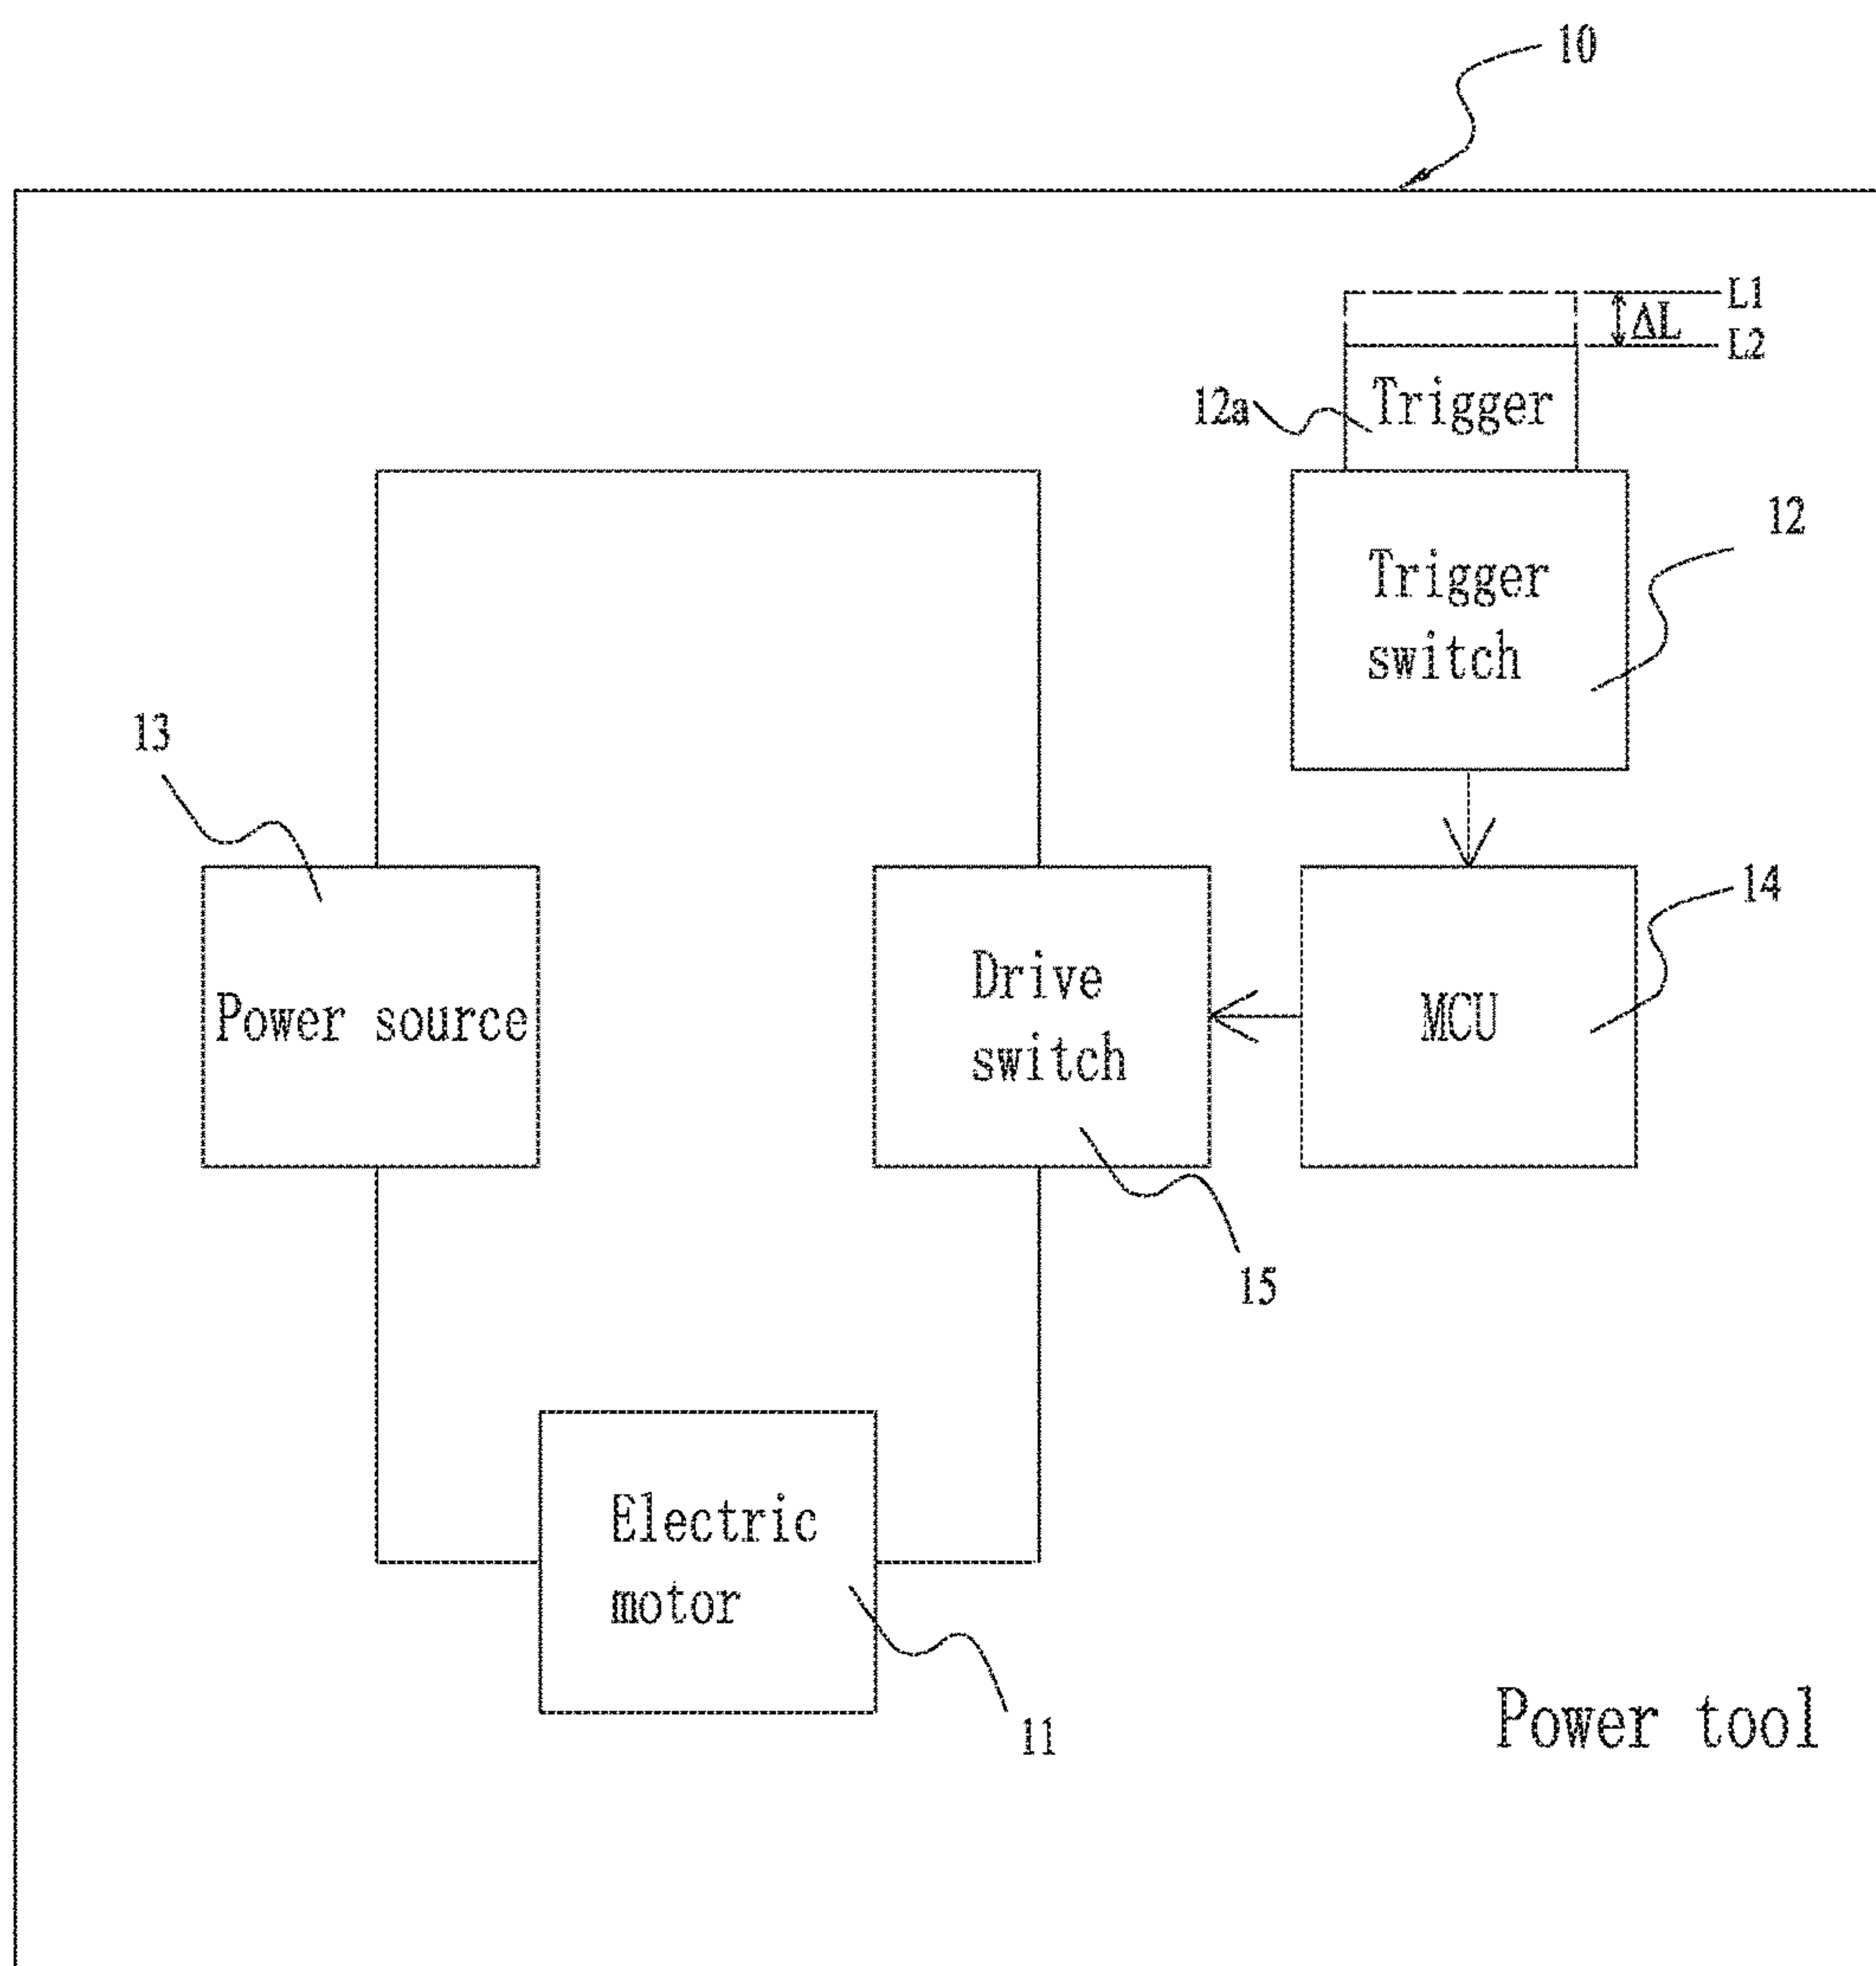 10
L1
ΔL
L2
12a
Trigger
12
Trigger
switch
13
14
Power source
Drive
switch
MCU
15
Electric
motor
11
Power tool